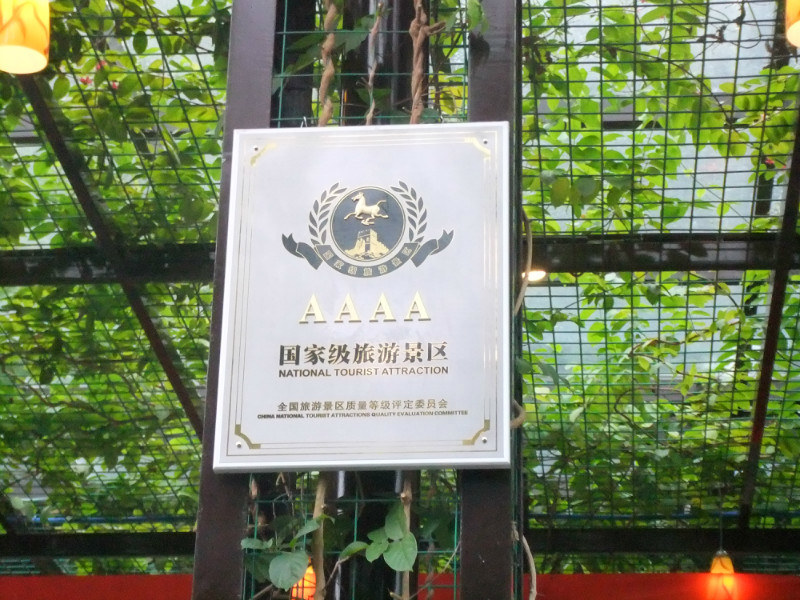 AAAA
国家级旅游景区
NATIONAL TOURIST ATTRACTION
全国旅游景区质量等级评定委员会
CHINA NATIONAL TOURIST ATTRACTIONS QUALITY EVALUATION COMMITTEE